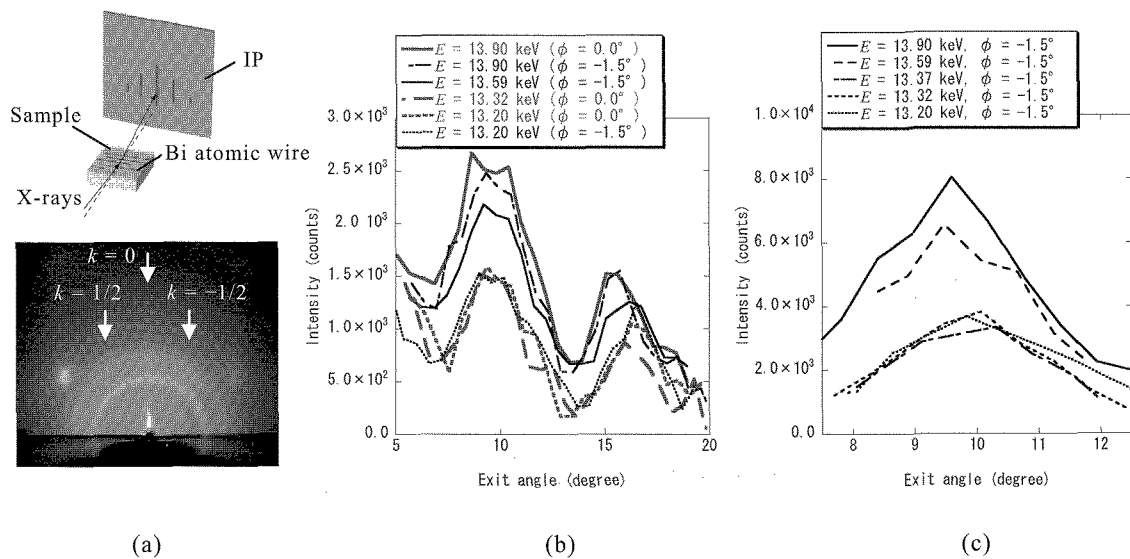 IP
Sample
Bi atomic wire
X-rays
k = 0
k = 1/2
k = −1/2
(a)
E = 13.90 keV (ϕ = 0.0° )
E = 13.90 keV (ϕ = −1.5° )
E = 13.59 keV (ϕ = −1.5° )
E = 13.32 keV (ϕ = 0.0° )
E = 13.20 keV (ϕ = 0.0° )
E = 13.20 keV (ϕ = −1.5° )
3.0×10³
2.5×10³
2.0×10³
1.5×10³
1.0×10³
5.0×10²
0.0
Intensity (counts)
5
10
15
20
Exit angle (degree)
(b)
E = 13.90 keV, ϕ = −1.5°
E = 13.59 keV, ϕ = −1.5°
E = 13.37 keV, ϕ = −1.5°
E = 13.32 keV, ϕ = −1.5°
E = 13.20 keV, ϕ = −1.5°
1.0×10⁴
8.0×10³
6.0×10³
4.0×10³
2.0×10³
0.0
Intensity (counts)
8
9
10
11
12
Exit angle (degree)
(c)